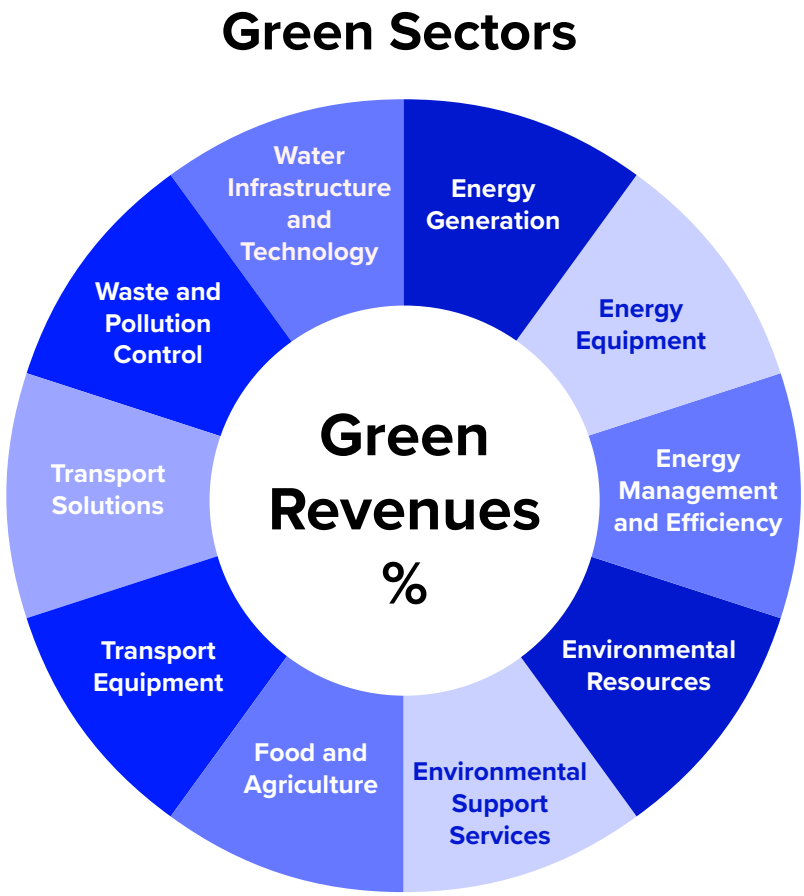 Green Sectors
Energy
Generation
Energy
Equipment
Energy
Management
and Efficiency
Environmental
Resources
Environmental
Support
Services
Food and
Agriculture
Transport
Equipment
Transport
Solutions
Waste and
Pollution
Control
Water
Infrastructure
and
Technology
Green
Revenues
%